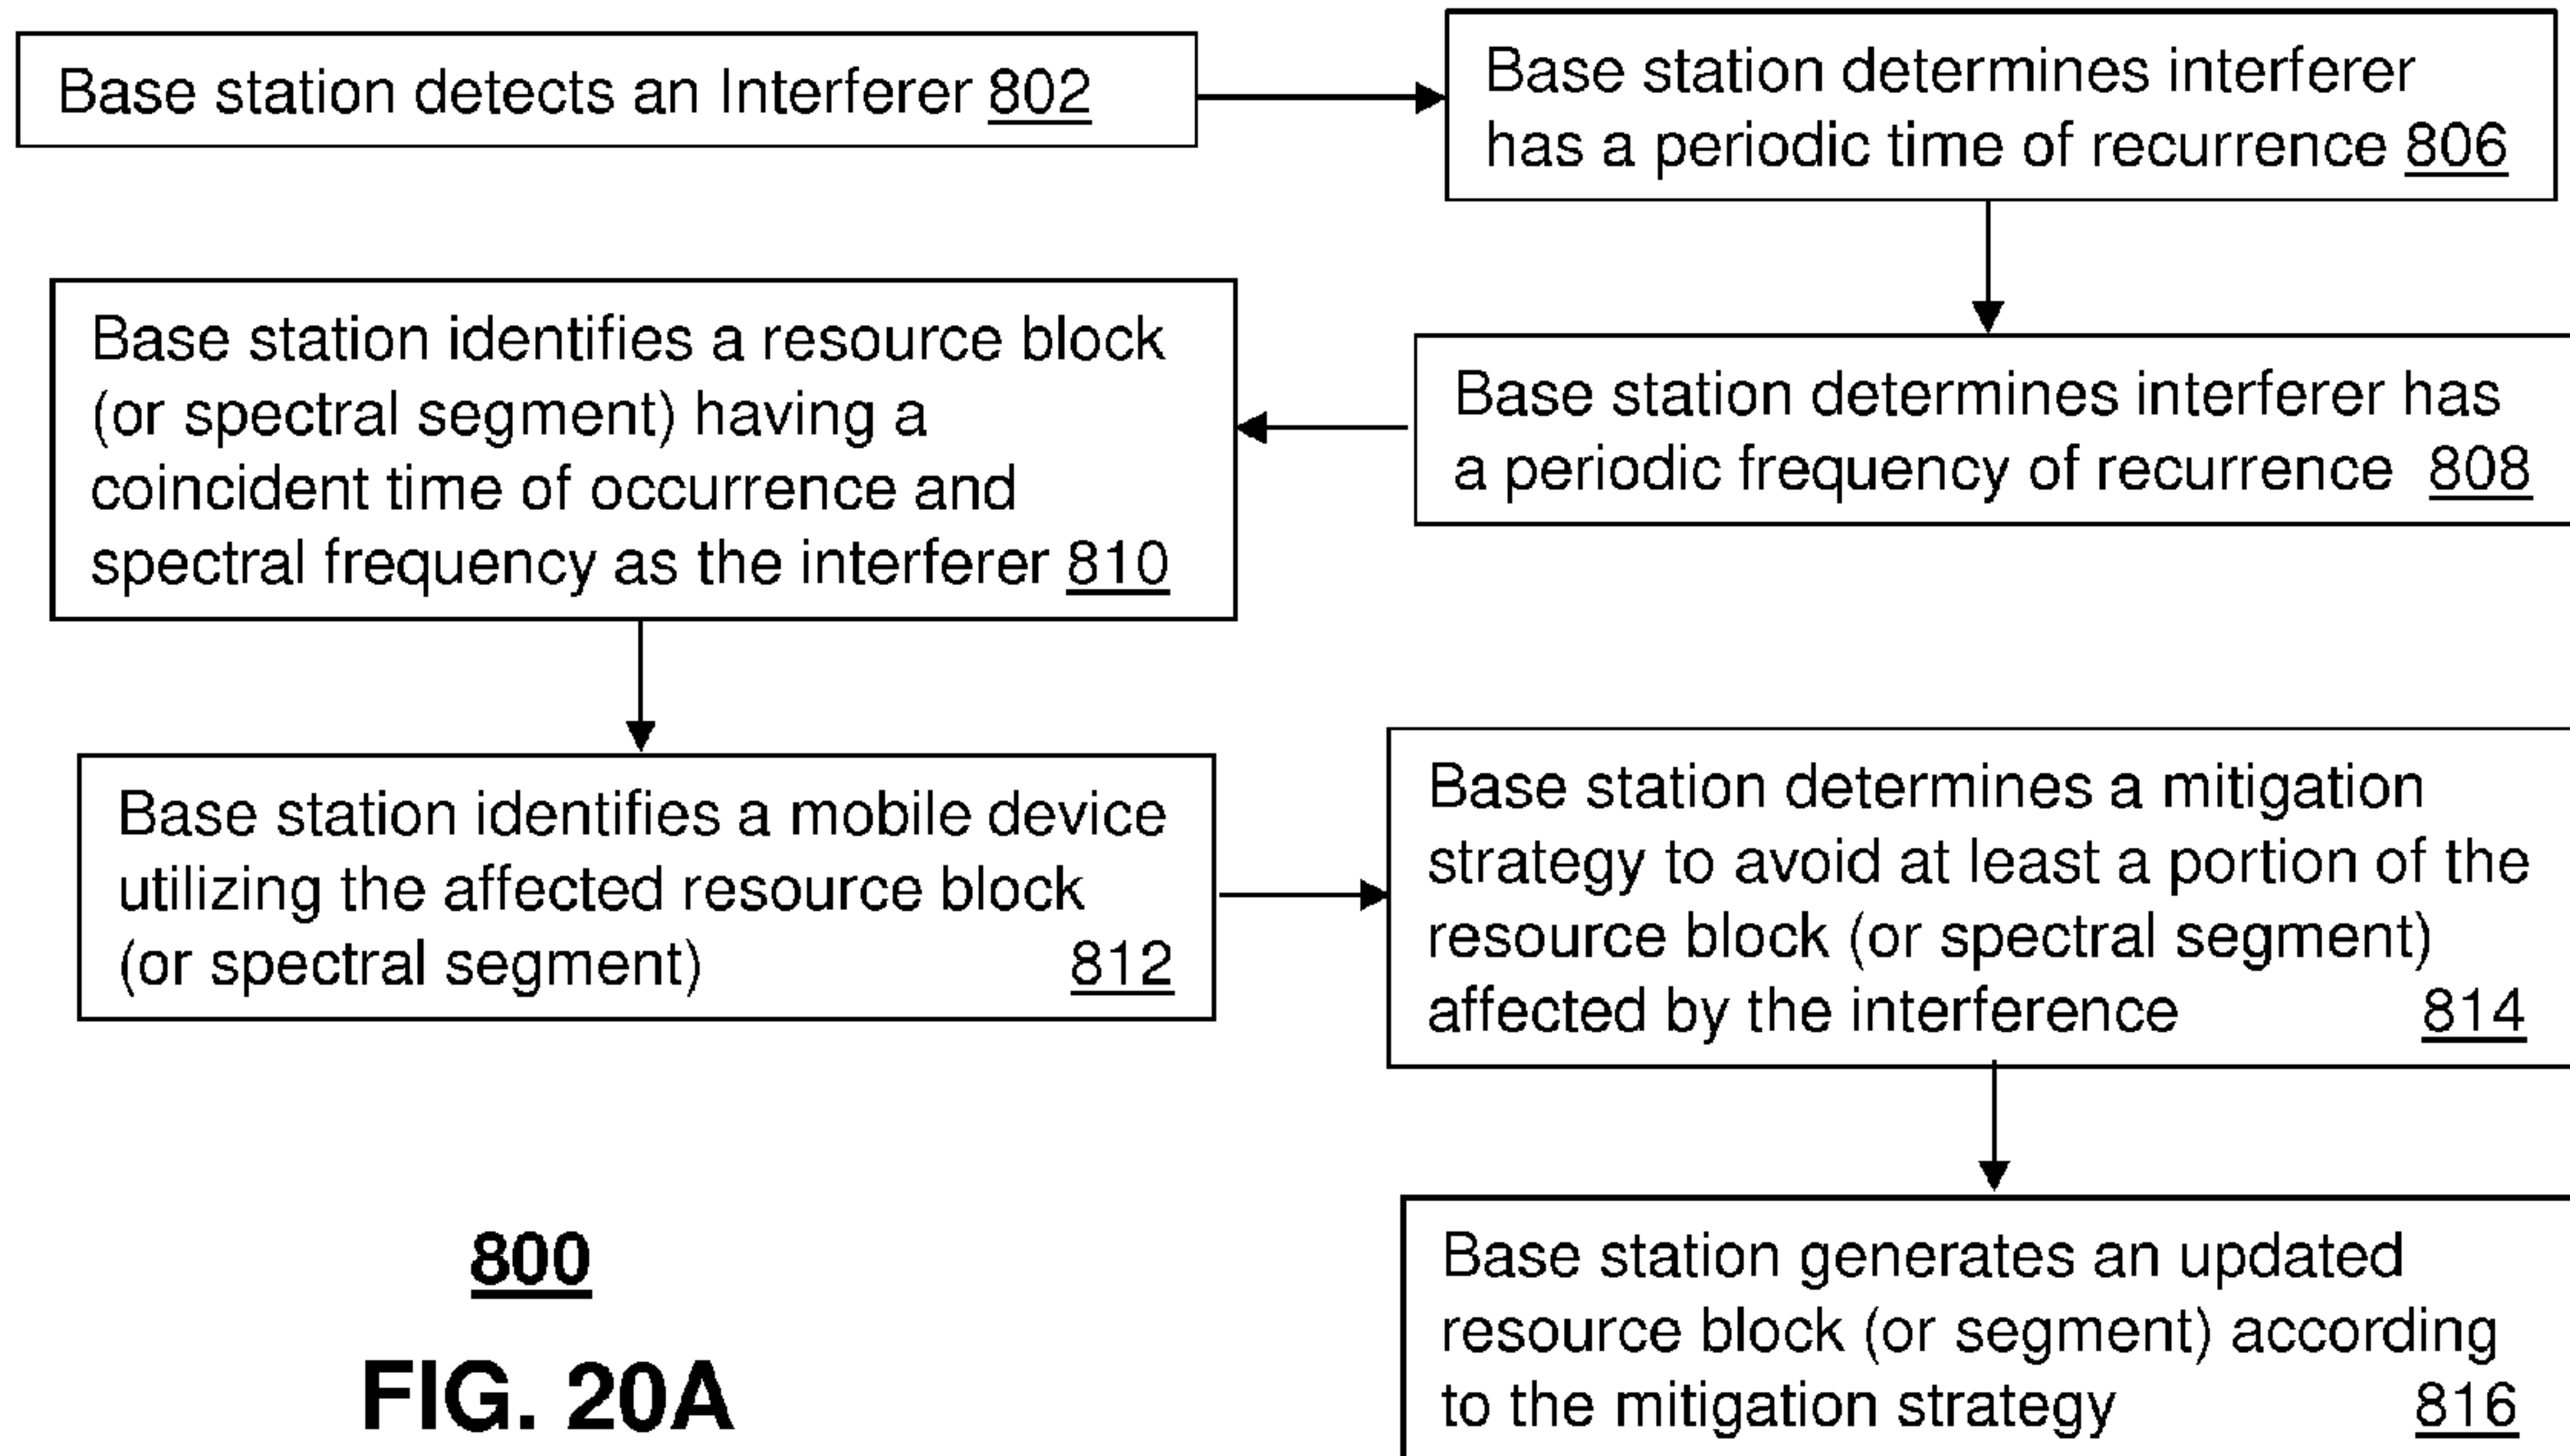 Base station detects an Interferer 802
Base station determines interferer
has a periodic time of recurrence 806
Base station determines interferer has
a periodic frequency of recurrence 808
Base station identifies a resource block
(or spectral segment) having a
coincident time of occurrence and
spectral frequency as the interferer 810
Base station identifies a mobile device
utilizing the affected resource block
(or spectral segment) 812
Base station determines a mitigation
strategy to avoid at least a portion of the
resource block (or spectral segment)
affected by the interference 814
Base station generates an updated
resource block (or segment) according
to the mitigation strategy 816
800
FIG. 20A